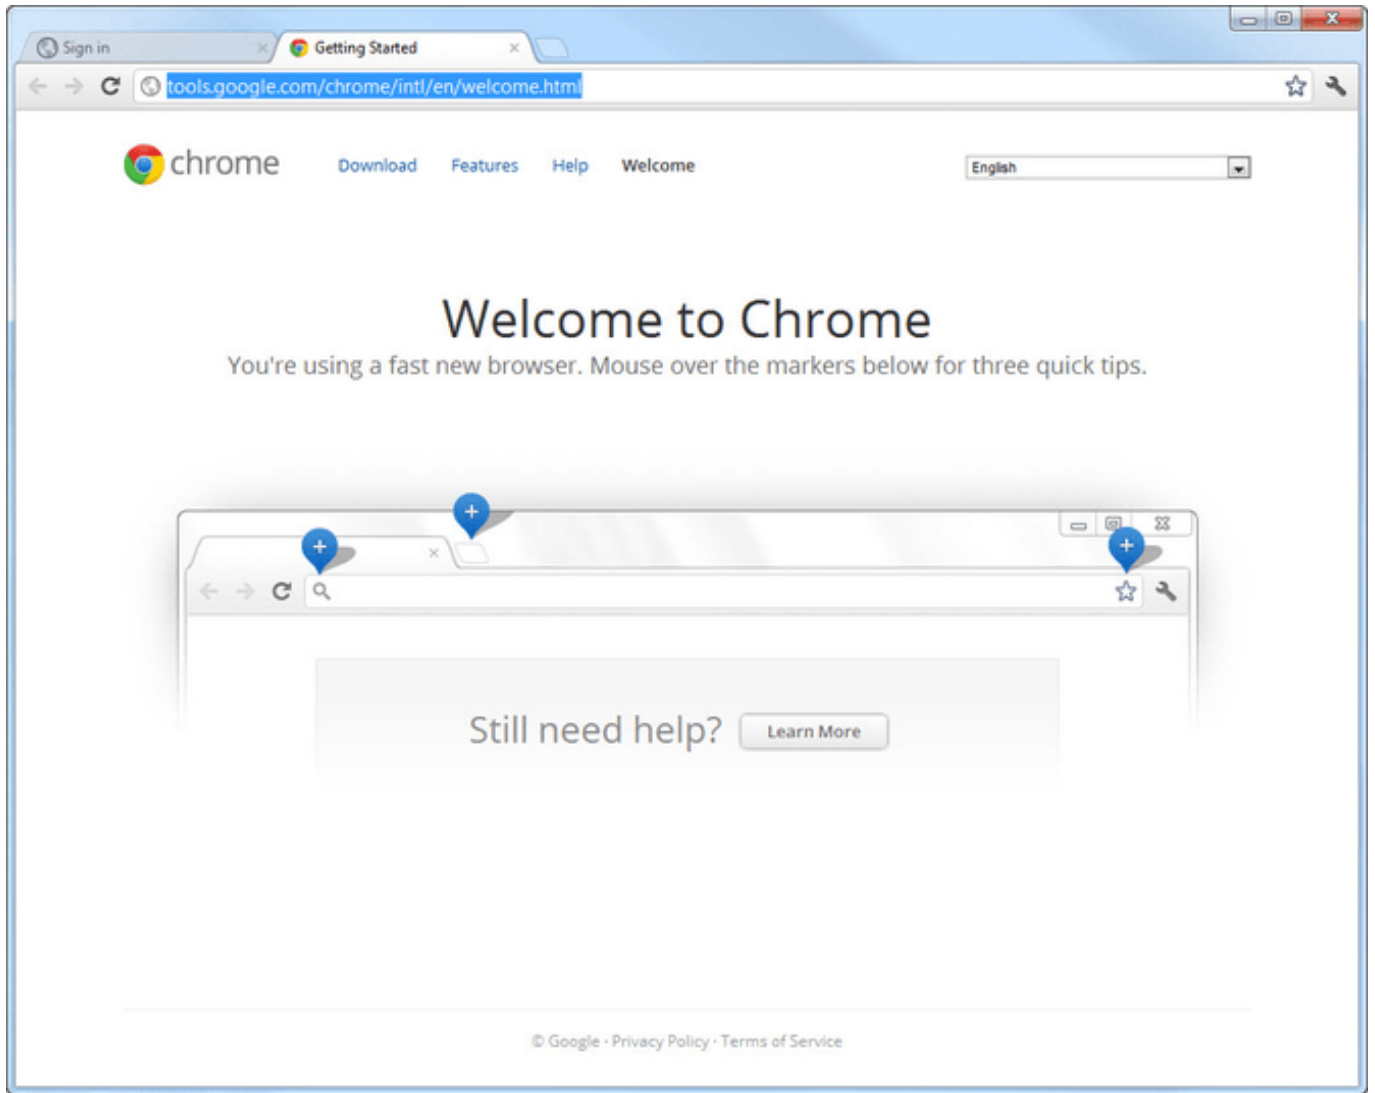 Sign in
Getting Started
tools.google.com/chrome/intl/en/welcome.html
chrome
Download
Features
Help
Welcome
English
Welcome to Chrome
You're using a fast new browser. Mouse over the markers below for three quick tips.
Still need help?
Learn More
© Google · Privacy Policy · Terms of Service